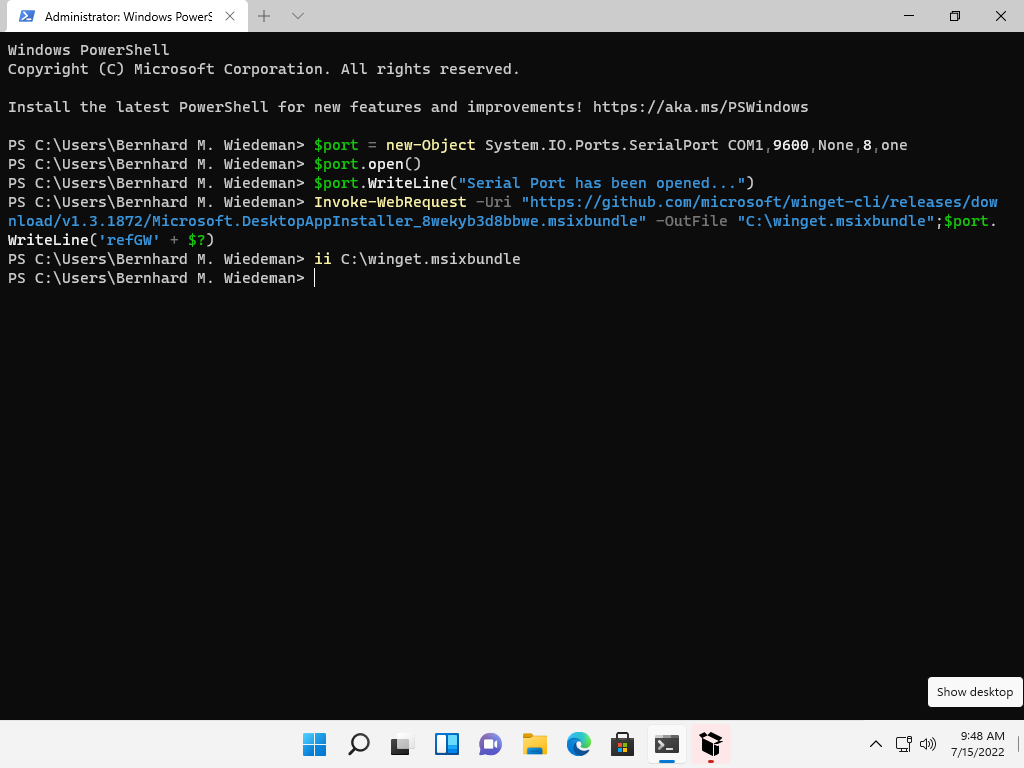 Administrator: Windows PowerS
Windows PowerShell
Copyright (C) Microsoft Corporation. All rights reserved.
Install the latest PowerShell for new features and improvements! https://aka.ms/PSWindows
PS C:\Users\Bernhard M. Wiedeman> $port = new-Object System.IO.Ports.SerialPort COM1,9600,None,8,one
PS C:\Users\Bernhard M. Wiedeman> $port.open()
PS C:\Users\Bernhard M. Wiedeman> $port.WriteLine("Serial Port has been opened...")
PS C:\Users\Bernhard M. Wiedeman> Invoke-WebRequest -Uri "https://github.com/microsoft/winget-cli/releases/dow
nload/v1.3.1872/Microsoft.DesktopAppInstaller_8wekyb3d8bbwe.msixbundle" -OutFile "C:\winget.msixbundle";$port.
WriteLine('refGW' + $?)
PS C:\Users\Bernhard M. Wiedeman> ii C:\winget.msixbundle
PS C:\Users\Bernhard M. Wiedeman>
Show desktop
9:48 AM
7/15/2022